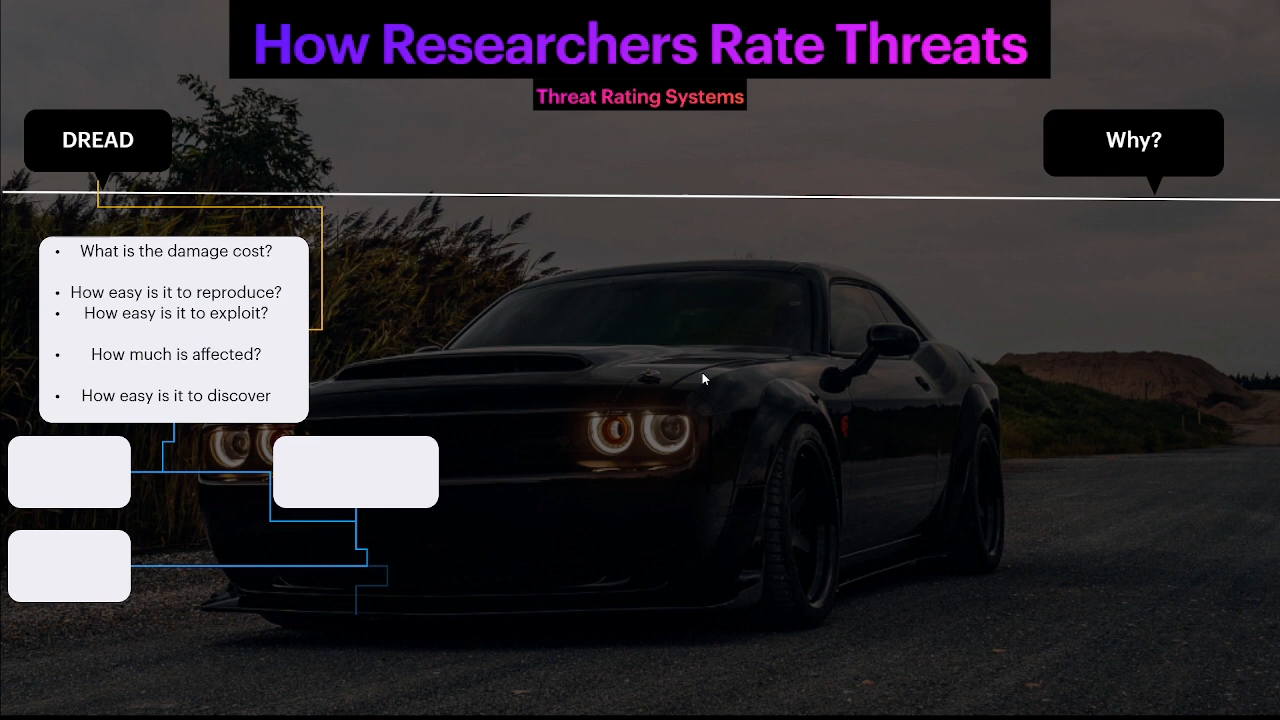 How Researchers Rate Threats
Threat Rating Systems
DREAD
Why?
• What is the damage cost?
• How easy is it to reproduce?
• How easy is it to exploit?
• How much is affected?
• How easy is it to discover